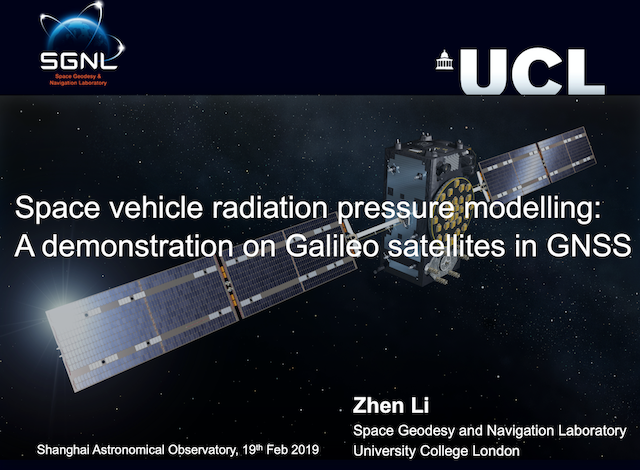 SGNL
Space Geodesy &
Navigation Laboratory
UCL
Space vehicle radiation pressure modelling:
A demonstration on Galileo satellites in GNSS
Zhen Li
Space Geodesy and Navigation Laboratory
University College London
Shanghai Astronomical Observatory, 19th Feb 2019